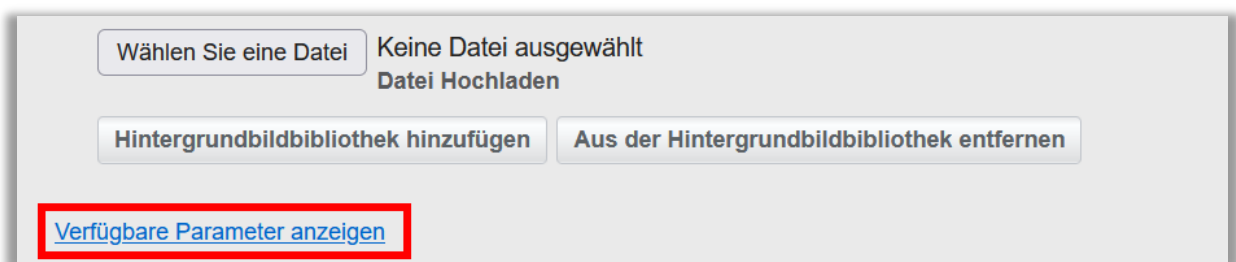 Wählen Sie eine Datei Keine Datei ausgewählt
Datei Hochladen
Hintergrundbildbibliothek hinzufügen Aus der Hintergrundbildbibliothek entfernen
Verfügbare Parameter anzeigen